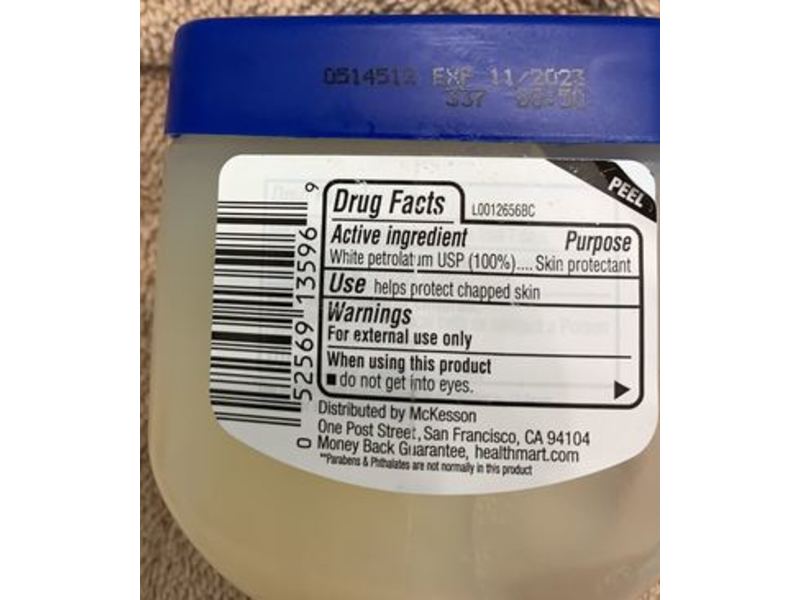 0514512 EXP 11/2023
337
PEEL
Drug Facts
L0012656BC
Active ingredient Purpose
White petrolatum USP (100%).... Skin protectant
Use helps protect chapped skin
Warnings
For external use only
When using this product
■ do not get into eyes.
Distributed by McKesson
One Post Street, San Francisco, CA 94104
Money Back Guarantee, healthmart.com
**Parabens & Phthalates are not normally in this product
0 52569 13596 9